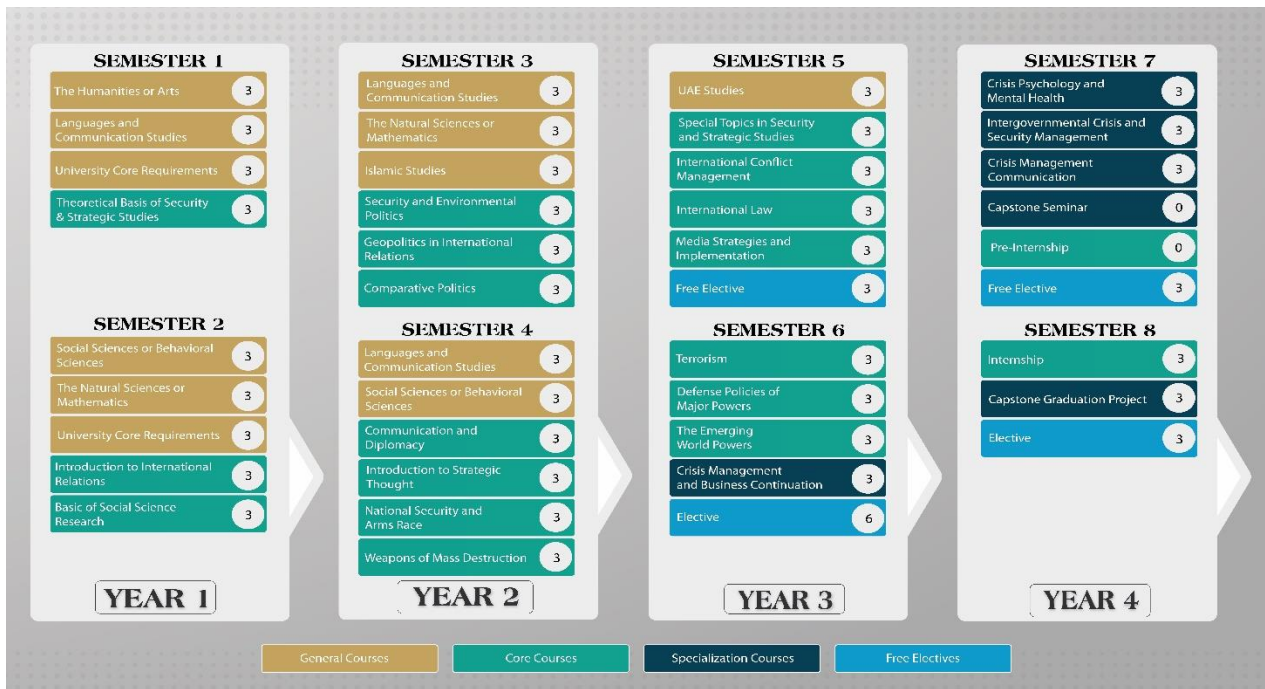 SEMESTER 1
The Humanities or Arts 3
Languages and
Communication Studies 3
University Core Requirements 3
Theoretical Basis of Security
& Strategic Studies 3
SEMESTER 2
Social Sciences or Behavioral
Sciences 3
The Natural Sciences or
Mathematics 3
University Core Requirements 3
Introduction to International
Relations 3
Basic of Social Science
Research 3
YEAR 1
SEMESTER 3
Languages and
Communication Studies 3
The Natural Sciences or
Mathematics 3
Islamic Studies 3
Security and Environmental
Politics 3
Geopolitics in International
Relations 3
Comparative Politics 3
SEMESTER 4
Languages and
Communication Studies 3
Social Sciences or Behavioral
Sciences 3
Communication and
Diplomacy 3
Introduction to Strategic
Thought 3
National Security and
Arms Race 3
Weapons of Mass Destruction 3
YEAR 2
SEMESTER 5
UAE Studies 3
Special Topics in Security
and Strategic Studies 3
International Conflict
Management 3
International Law 3
Media Strategies and
Implementation 3
Free Elective 3
SEMESTER 6
Terrorism 3
Defense Policies of
Major Powers 3
The Emerging
World Powers 3
Crisis Management
and Business Continuation 3
Elective 6
YEAR 3
SEMESTER 7
Crisis Psychology and
Mental Health 3
Intergovernmental Crisis and
Security Management 3
Crisis Management
Communication 3
Capstone Seminar 0
Pre-Internship 0
Free Elective 3
SEMESTER 8
Internship 3
Capstone Graduation Project 3
Elective 3
YEAR 4
General Courses
Core Courses
Specialization Courses
Free Electives